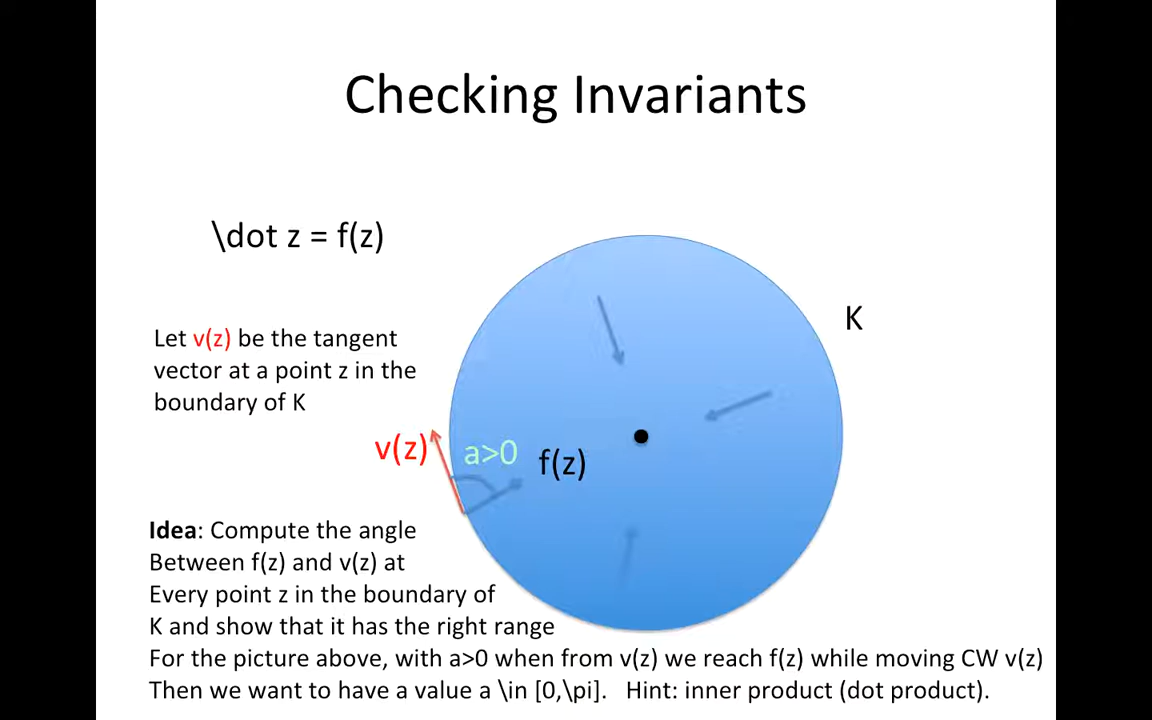 Checking Invariants
\dot z = f(z)
K
Let v(z) be the tangent
vector at a point z in the
boundary of K
v(z)
a>0
f(z)
Idea: Compute the angle
Between f(z) and v(z) at
Every point z in the boundary of
K and show that it has the right range
For the picture above, with a>0 when from v(z) we reach f(z) while moving CW v(z)
Then we want to have a value a \in [0,\pi]. Hint: inner product (dot product).